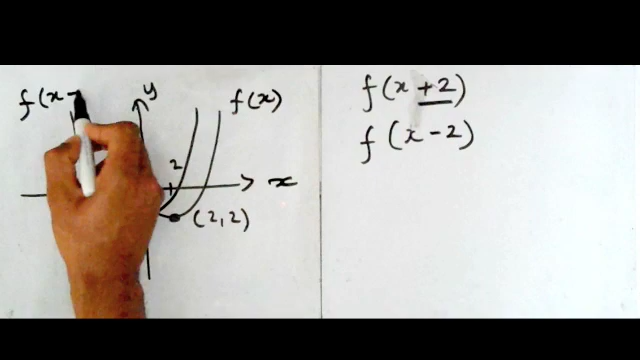 f(x
y
f(x)
2
x
(2,2)
f(x+2)
f(x-2)